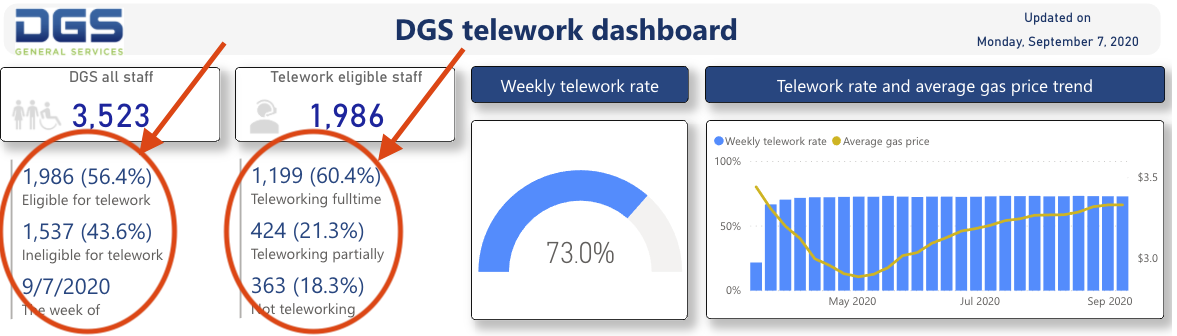 DGS
GENERAL SERVICES
DGS telework dashboard
Updated on
Monday, September 7, 2020
DGS all staff
3,523
1,986 (56.4%)
Eligible for telework
1,537 (43.6%)
Ineligible for telework
9/7/2020
The week of
Telework eligible staff
1,986
1,199 (60.4%)
Teleworking fulltime
424 (21.3%)
Teleworking partially
363 (18.3%)
Not teleworking
Weekly telework rate
73.0%
Telework rate and average gas price trend
Weekly telework rate Average gas price
100%
50%
0%
$3.5
$3.0
May 2020 Jul 2020 Sep 2020